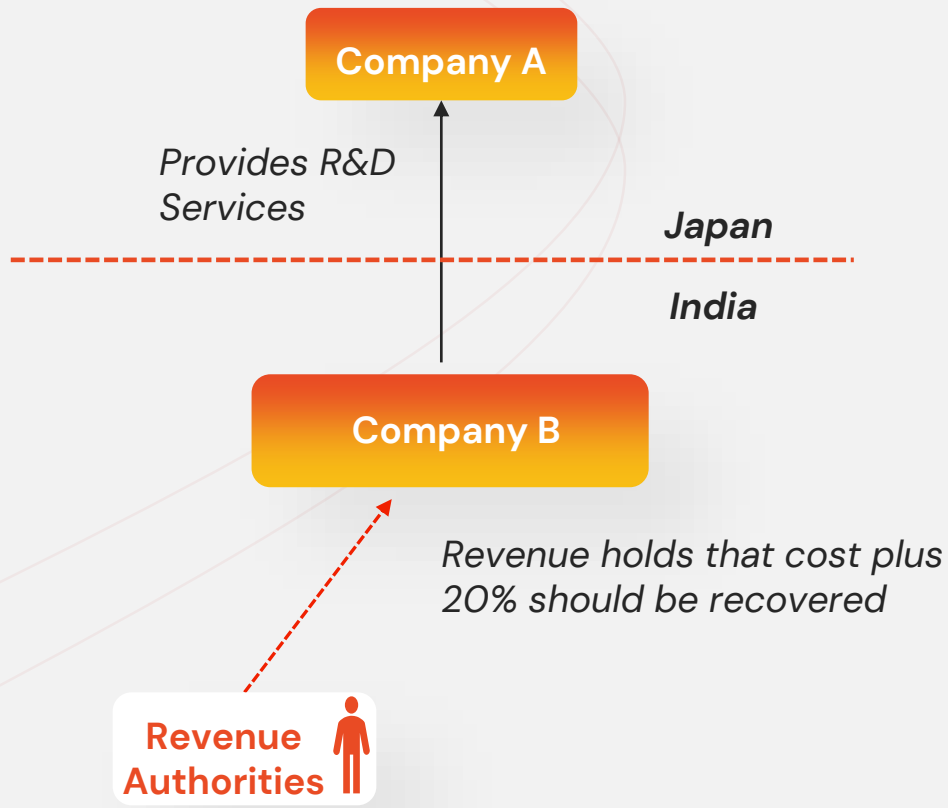 Company A
Provides R&D
Services
Japan
India
Company B
Revenue holds that cost plus
20% should be recovered
Revenue
Authorities